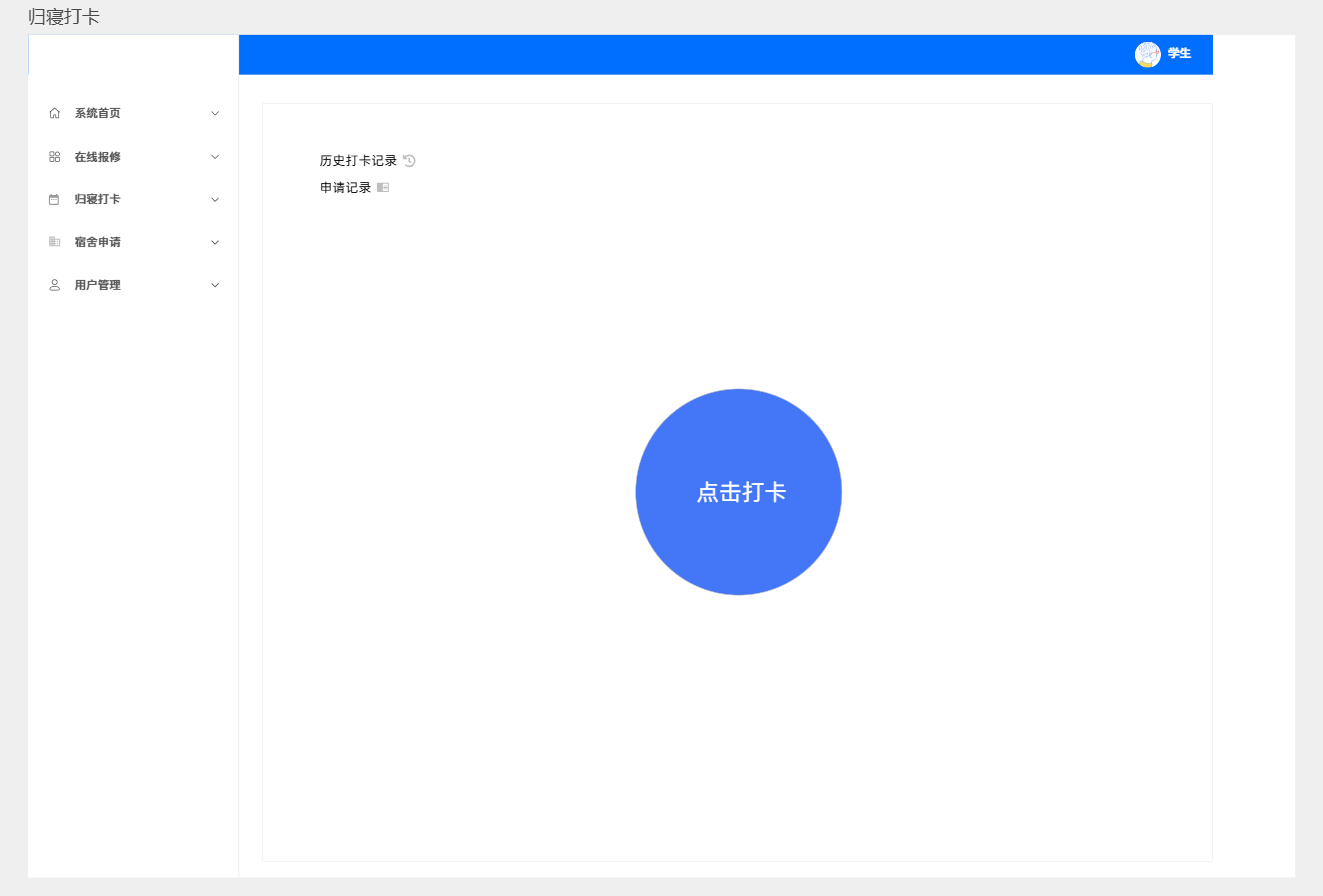 归寝打卡
学生
系统首页
在线报修
归寝打卡
宿舍申请
用户管理
历史打卡记录
申请记录
点击打卡